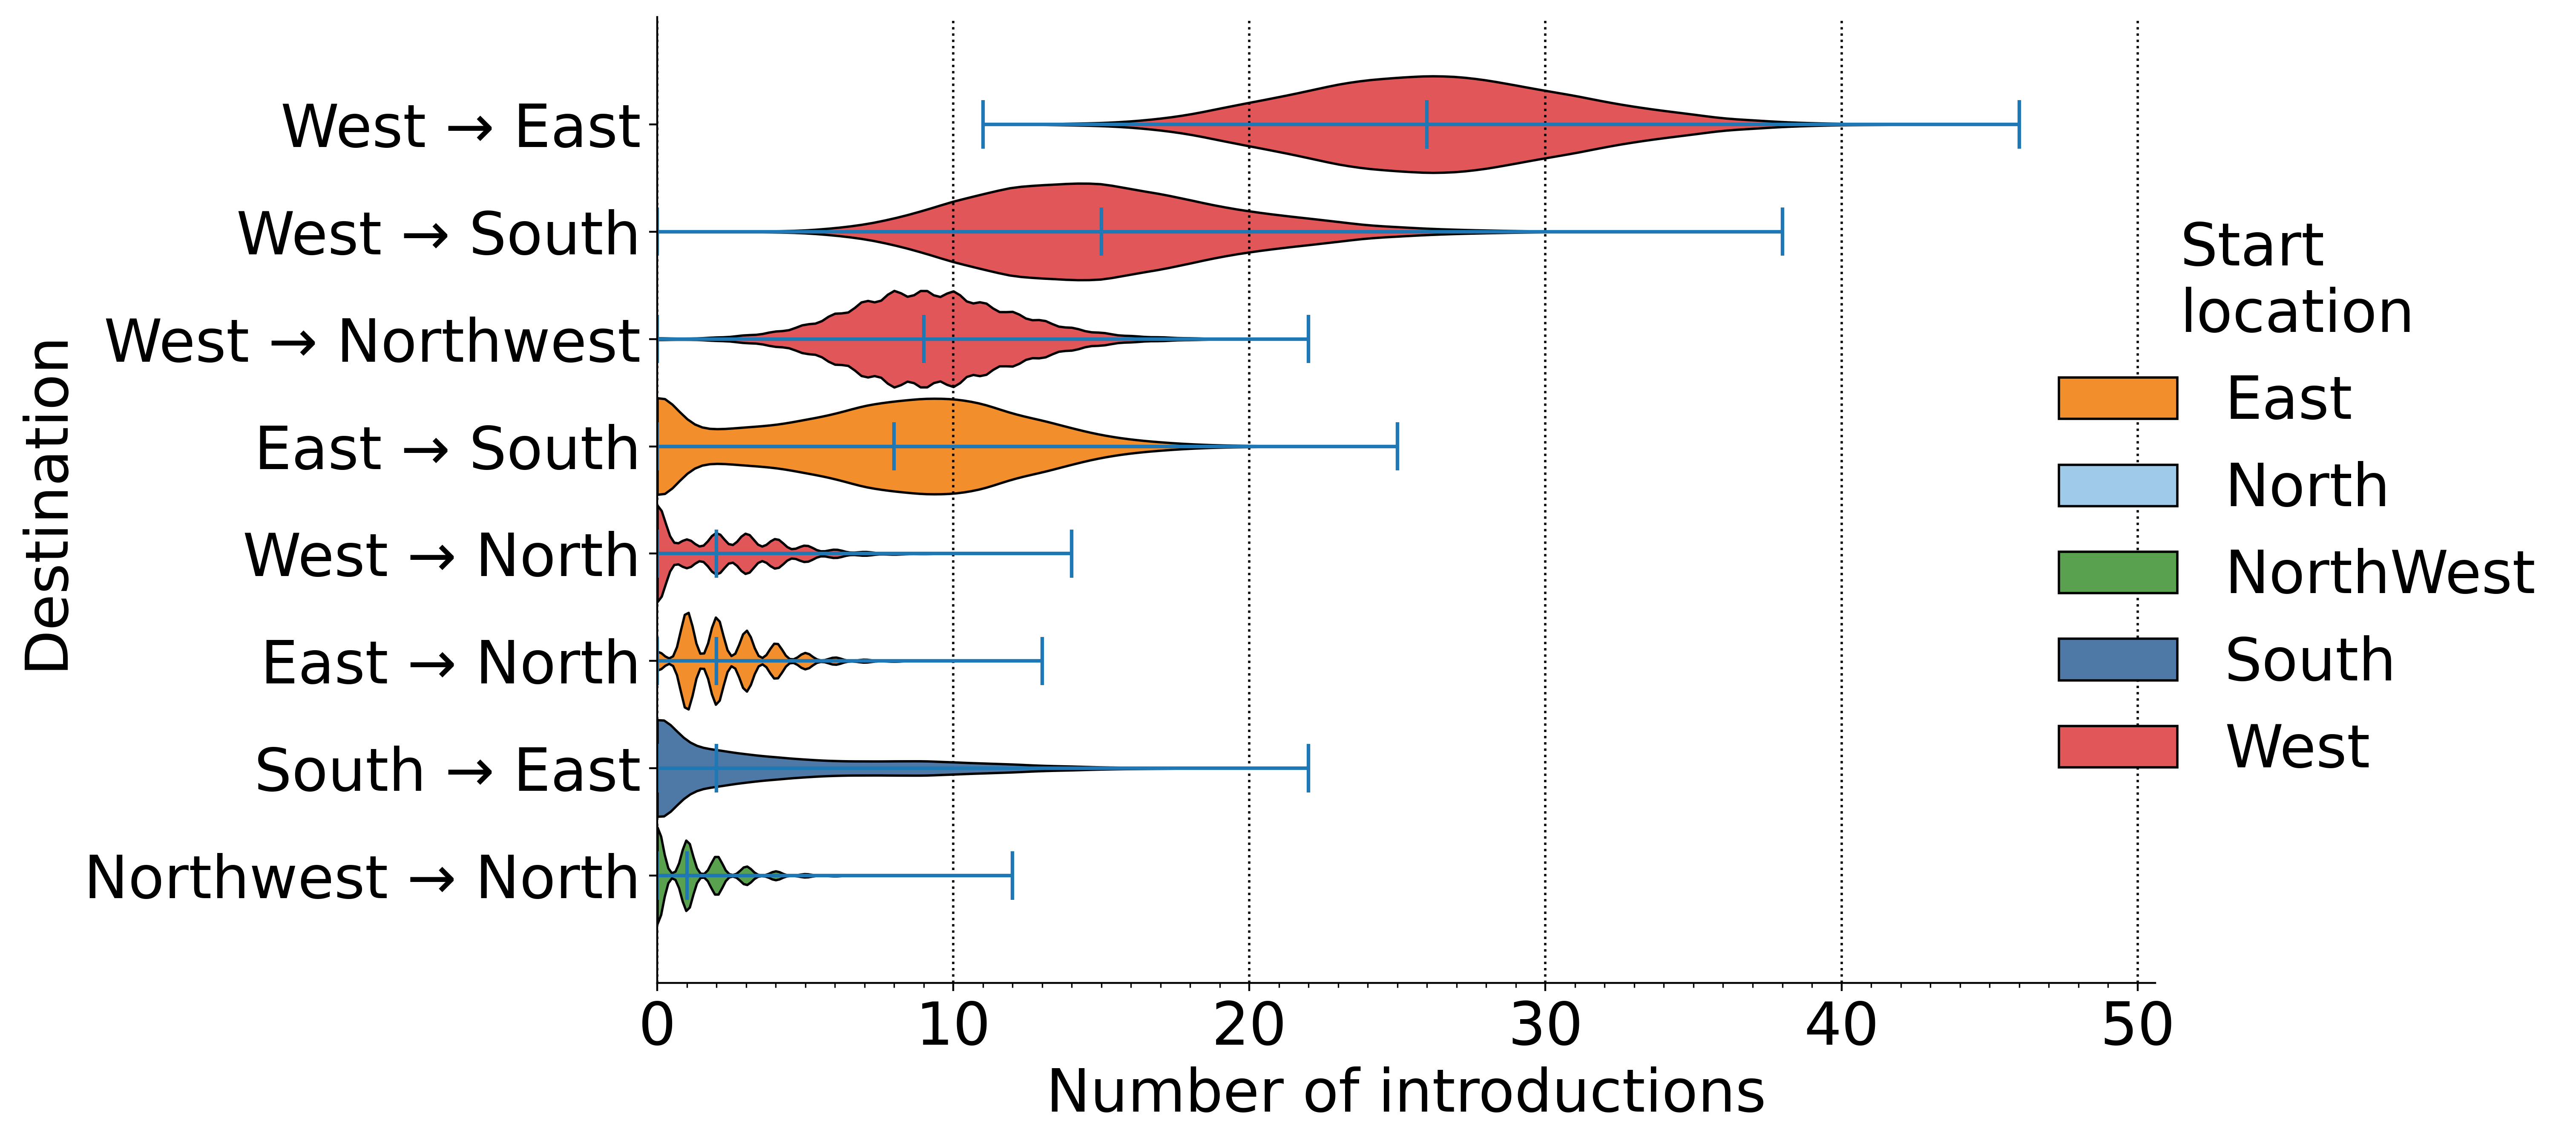 West → East
West → South
West → Northwest
East → South
West → North
East → North
South → East
Northwest → North
Destination
0 10 20 30 40 50
Number of introductions
Start
location
East
North
NorthWest
South
West